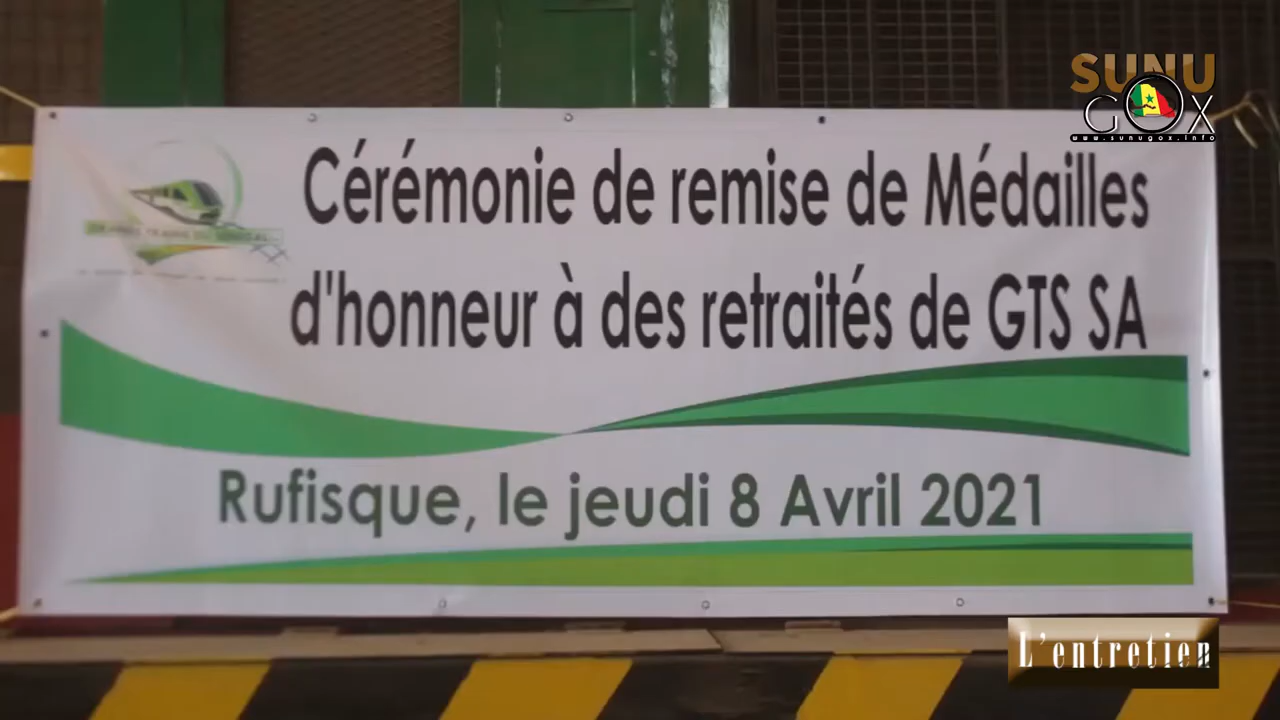 SUNU
GOX
www.sunugox.info
Cérémonie de remise de Médailles
d'honneur à des retraités de GTS SA
Rufisque, le jeudi 8 Avril 2021
L'entretien